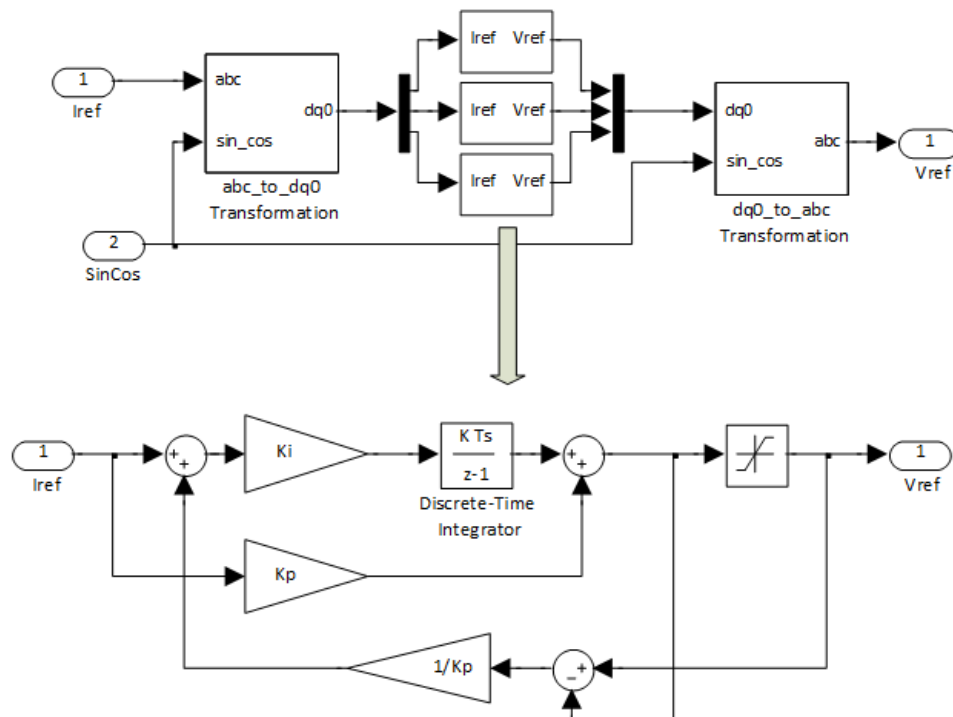 1
Iref
abc
dq0
sin_cos
abc_to_dq0
Transformation
2
SinCos
Iref Vref
Iref Vref
Iref Vref
dq0
abc
sin_cos
dq0_to_abc
Transformation
1
Vref
1
Iref
+
+
Ki
K Ts
z-1
Discrete-Time
Integrator
+
+
1
Vref
Kp
1/Kp
+
−